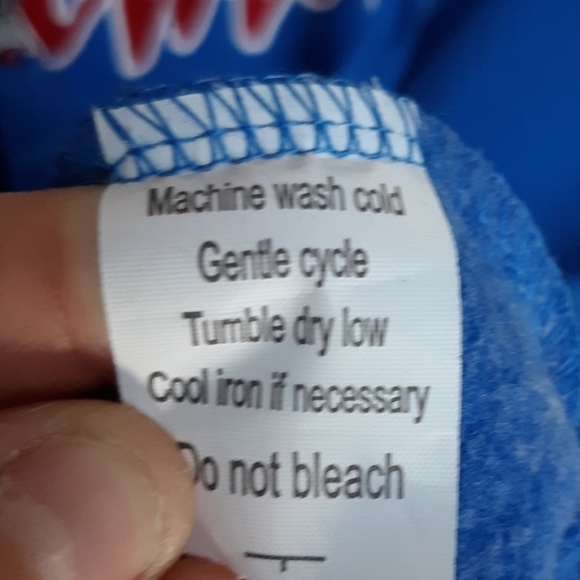 Machine wash cold
Gentle cycle
Tumble dry low
Cool iron if necessary
Do not bleach